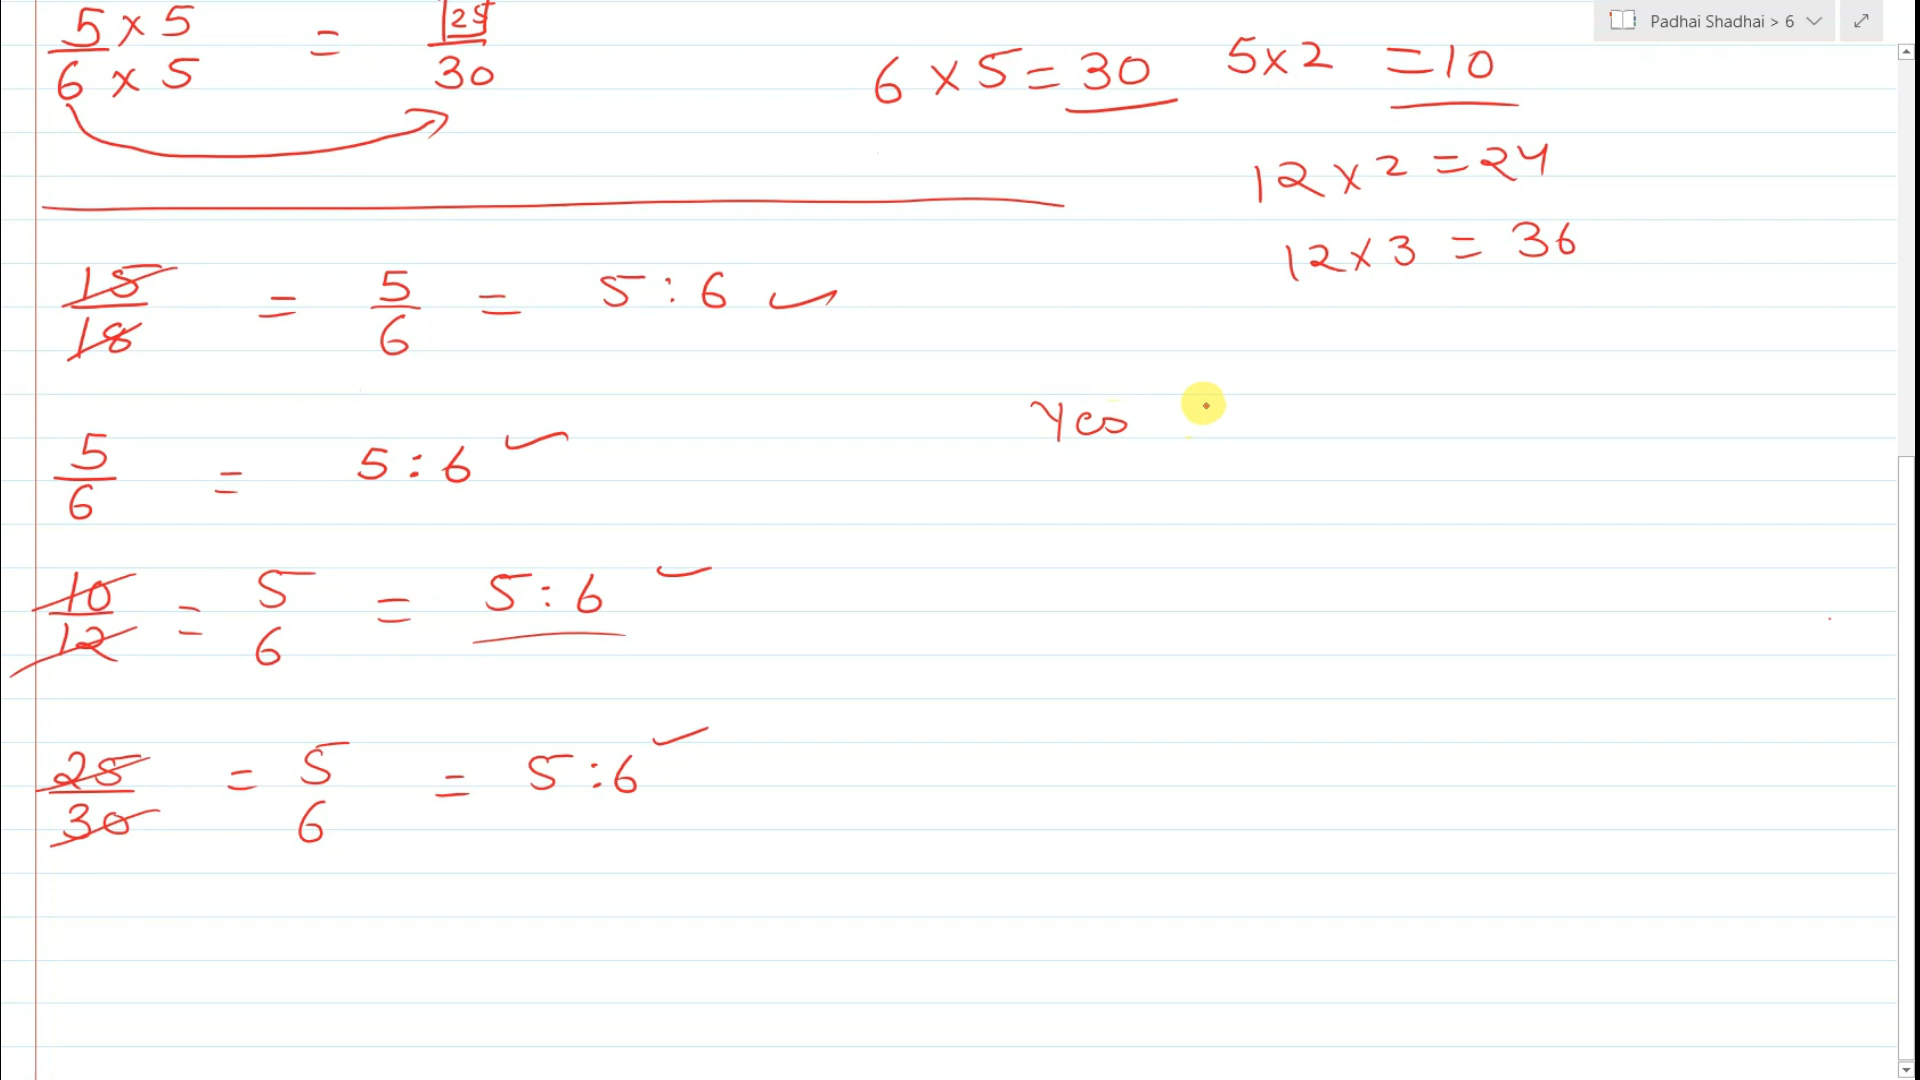 Padhai Shadhai > 6
5 x 5 / 6 x 5 = 25 / 30
6 x 5 = 30
5 x 2 = 10
12 x 2 = 24
12 x 3 = 36
15/18 = 5/6 = 5 : 6
Yes
5/6 = 5 : 6
10/12 = 5/6 = 5 : 6
25/30 = 5/6 = 5 : 6